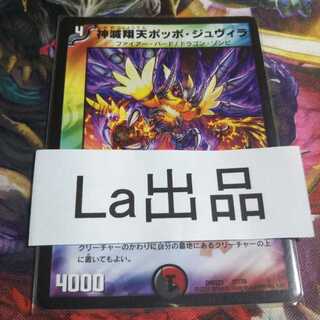 4
神滅翔天ポッポ・ジュヴィラ
ファイアー・バード/ドラゴン・ゾンビ
La出品
クリーチャーのかわりに自分の墓地にあるクリーチャーの上
に置いてもよい。
4000